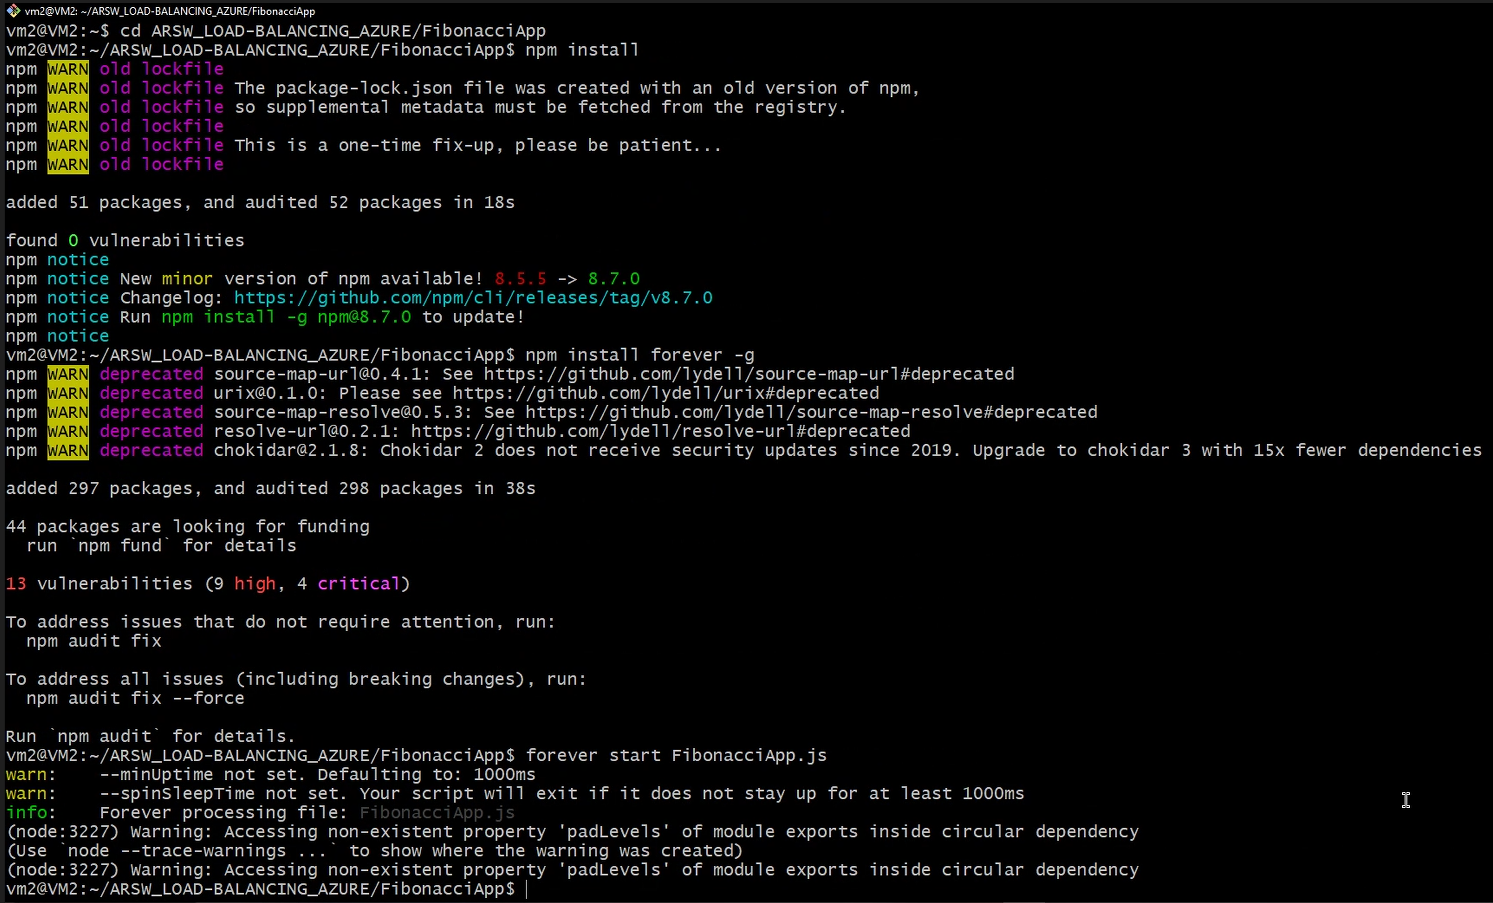 vm2@VM2: ~/ARSW_LOAD-BALANCING_AZURE/FibonacciApp
vm2@VM2:~$ cd ARSW_LOAD-BALANCING_AZURE/FibonacciApp
vm2@VM2:~/ARSW_LOAD-BALANCING_AZURE/FibonacciApp$ npm install
npm WARN old lockfile
npm WARN old lockfile The package-lock.json file was created with an old version of npm,
npm WARN old lockfile so supplemental metadata must be fetched from the registry.
npm WARN old lockfile
npm WARN old lockfile This is a one-time fix-up, please be patient...
npm WARN old lockfile
added 51 packages, and audited 52 packages in 18s
found 0 vulnerabilities
npm notice
npm notice New minor version of npm available! 8.5.5 -> 8.7.0
npm notice Changelog: https://github.com/npm/cli/releases/tag/v8.7.0
npm notice Run npm install -g npm@8.7.0 to update!
npm notice
vm2@VM2:~/ARSW_LOAD-BALANCING_AZURE/FibonacciApp$ npm install forever -g
npm WARN deprecated source-map-url@0.4.1: See https://github.com/lydell/source-map-url#deprecated
npm WARN deprecated urix@0.1.0: Please see https://github.com/lydell/urix#deprecated
npm WARN deprecated source-map-resolve@0.5.3: See https://github.com/lydell/source-map-resolve#deprecated
npm WARN deprecated resolve-url@0.2.1: https://github.com/lydell/resolve-url#deprecated
npm WARN deprecated chokidar@2.1.8: Chokidar 2 does not receive security updates since 2019. Upgrade to chokidar 3 with 15x fewer dependencies
added 297 packages, and audited 298 packages in 38s
44 packages are looking for funding
  run `npm fund` for details
13 vulnerabilities (9 high, 4 critical)
To address issues that do not require attention, run:
  npm audit fix
To address all issues (including breaking changes), run:
  npm audit fix --force
Run `npm audit` for details.
vm2@VM2:~/ARSW_LOAD-BALANCING_AZURE/FibonacciApp$ forever start FibonacciApp.js
warn:    --minUptime not set. Defaulting to: 1000ms
warn:    --spinSleepTime not set. Your script will exit if it does not stay up for at least 1000ms
info:    Forever processing file: FibonacciApp.js
(node:3227) Warning: Accessing non-existent property 'padLevels' of module exports inside circular dependency
(Use `node --trace-warnings ...` to show where the warning was created)
(node:3227) Warning: Accessing non-existent property 'padLevels' of module exports inside circular dependency
vm2@VM2:~/ARSW_LOAD-BALANCING_AZURE/FibonacciApp$